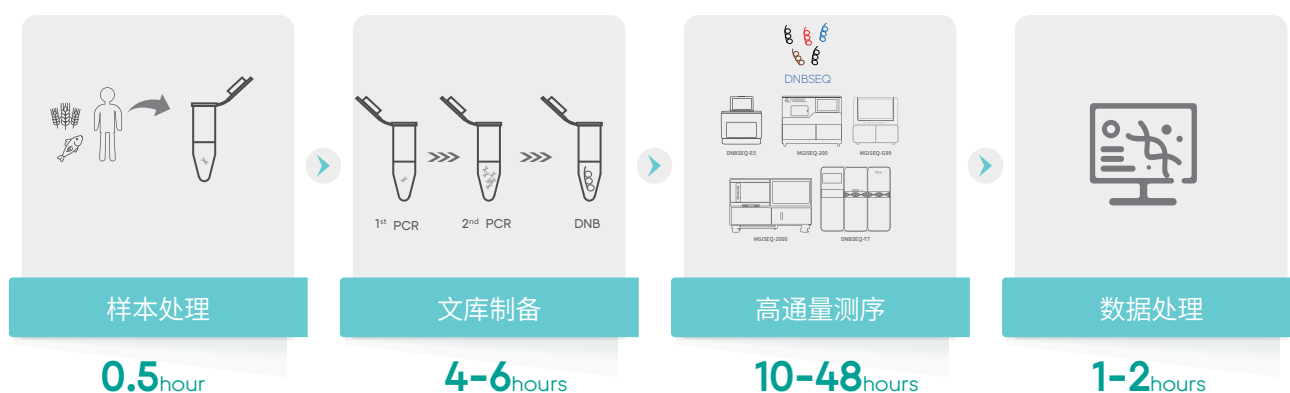 DNBSEQ
DNBSEQ-E5
MGISEQ-200
MGISEQ-G99
1st PCR
2nd PCR
DNB
MGISEQ-2000
DNBSEQ-T7
样本处理
文库制备
高通量测序
数据处理
0.5hour
4-6hours
10-48hours
1-2hours